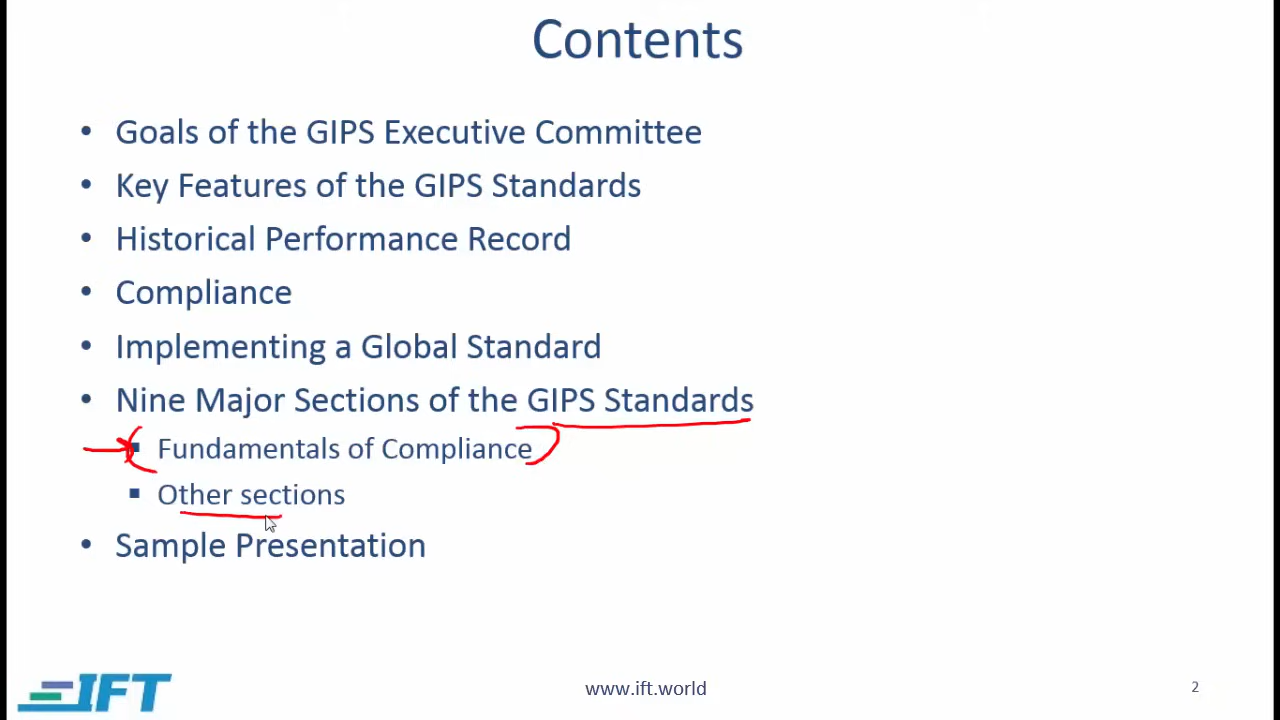 Contents
• Goals of the GIPS Executive Committee
• Key Features of the GIPS Standards
• Historical Performance Record
• Compliance
• Implementing a Global Standard
• Nine Major Sections of the GIPS Standards
▪ Fundamentals of Compliance
▪ Other sections
• Sample Presentation
IFT
www.ift.world
2